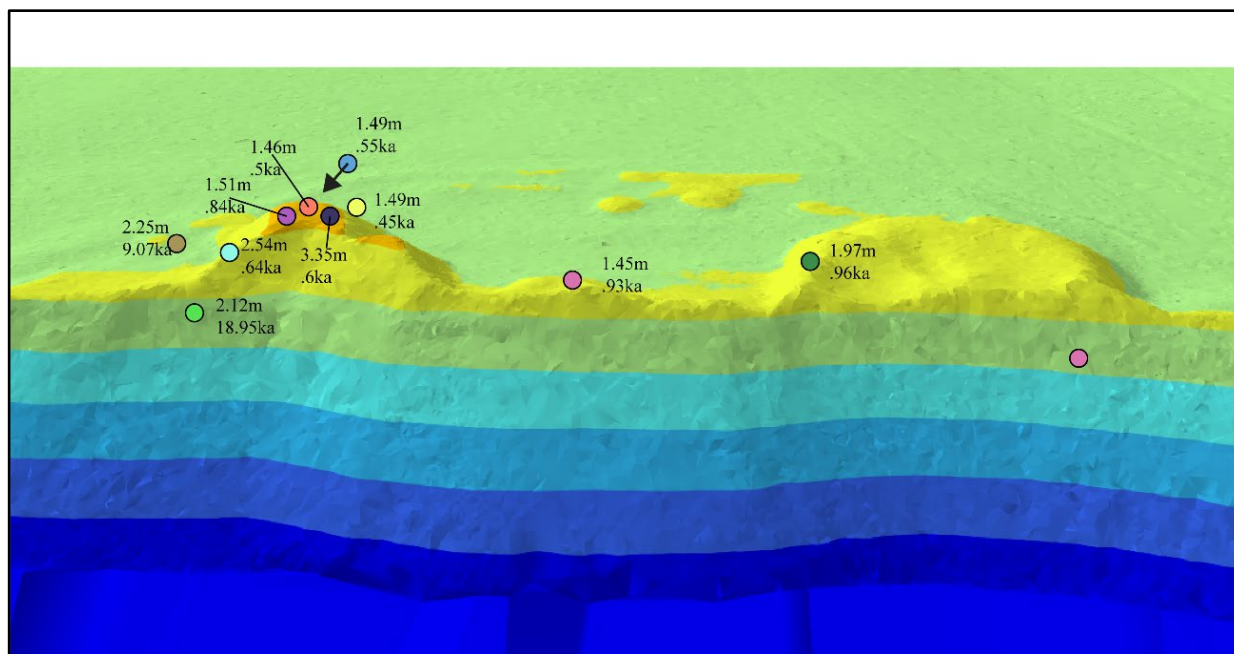 1.49m
.55ka
1.46m
.5ka
1.51m
.84ka
1.49m
.45ka
2.25m
9.07ka
2.54m
.64ka
3.35m
.6ka
1.45m
.93ka
1.97m
.96ka
2.12m
18.95ka